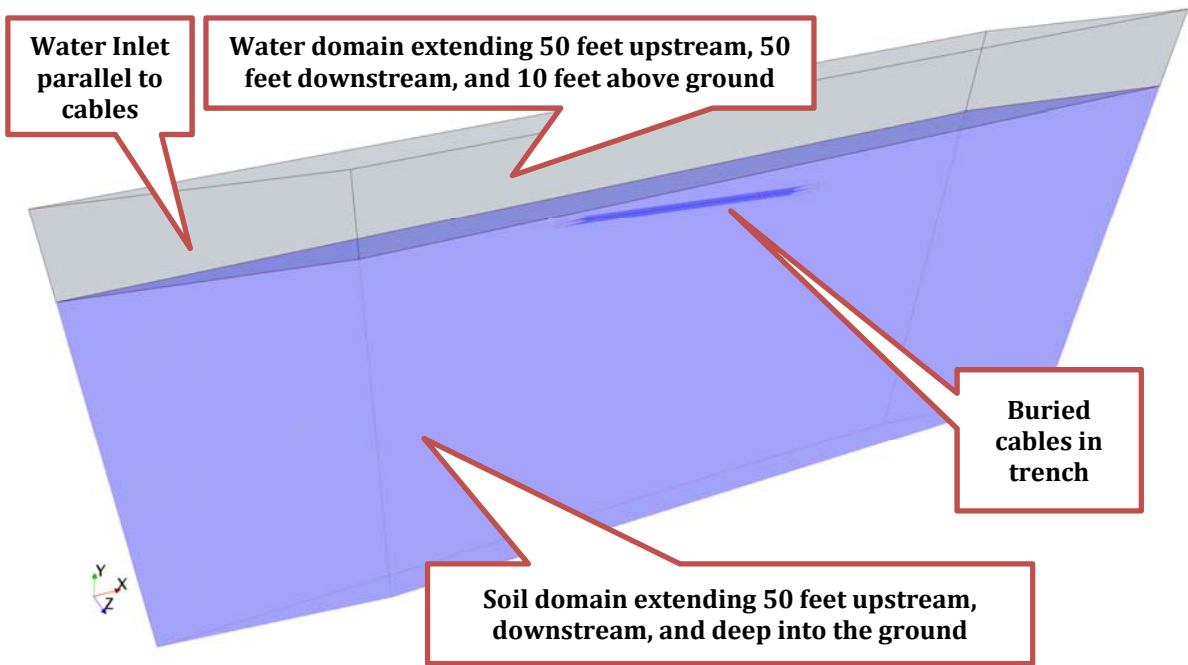 Water Inlet
parallel to
cables
Water domain extending 50 feet upstream, 50
feet downstream, and 10 feet above ground
Buried
cables in
trench
Soil domain extending 50 feet upstream,
downstream, and deep into the ground
Y
X
Z